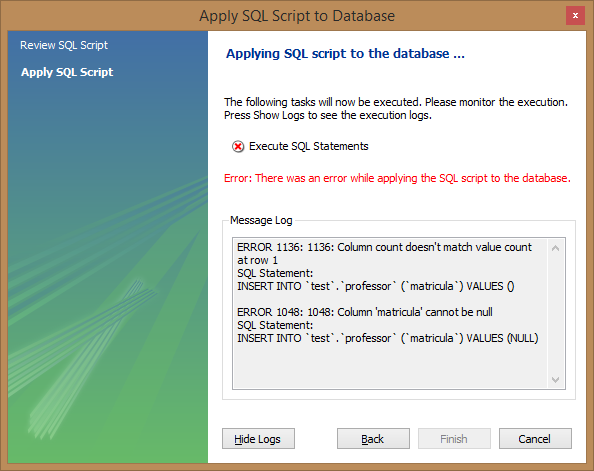 Apply SQL Script to Database
x
Review SQL Script
Apply SQL Script
Applying SQL script to the database ...
The following tasks will now be executed. Please monitor the execution.
Press Show Logs to see the execution logs.
Execute SQL Statements
Error: There was an error while applying the SQL script to the database.
Message Log
ERROR 1136: 1136: Column count doesn't match value count
at row 1
SQL Statement:
INSERT INTO `test`.`professor` (`matricula`) VALUES ()
ERROR 1048: 1048: Column 'matricula' cannot be null
SQL Statement:
INSERT INTO `test`.`professor` (`matricula`) VALUES (NULL)
Hide Logs
Back
Finish
Cancel